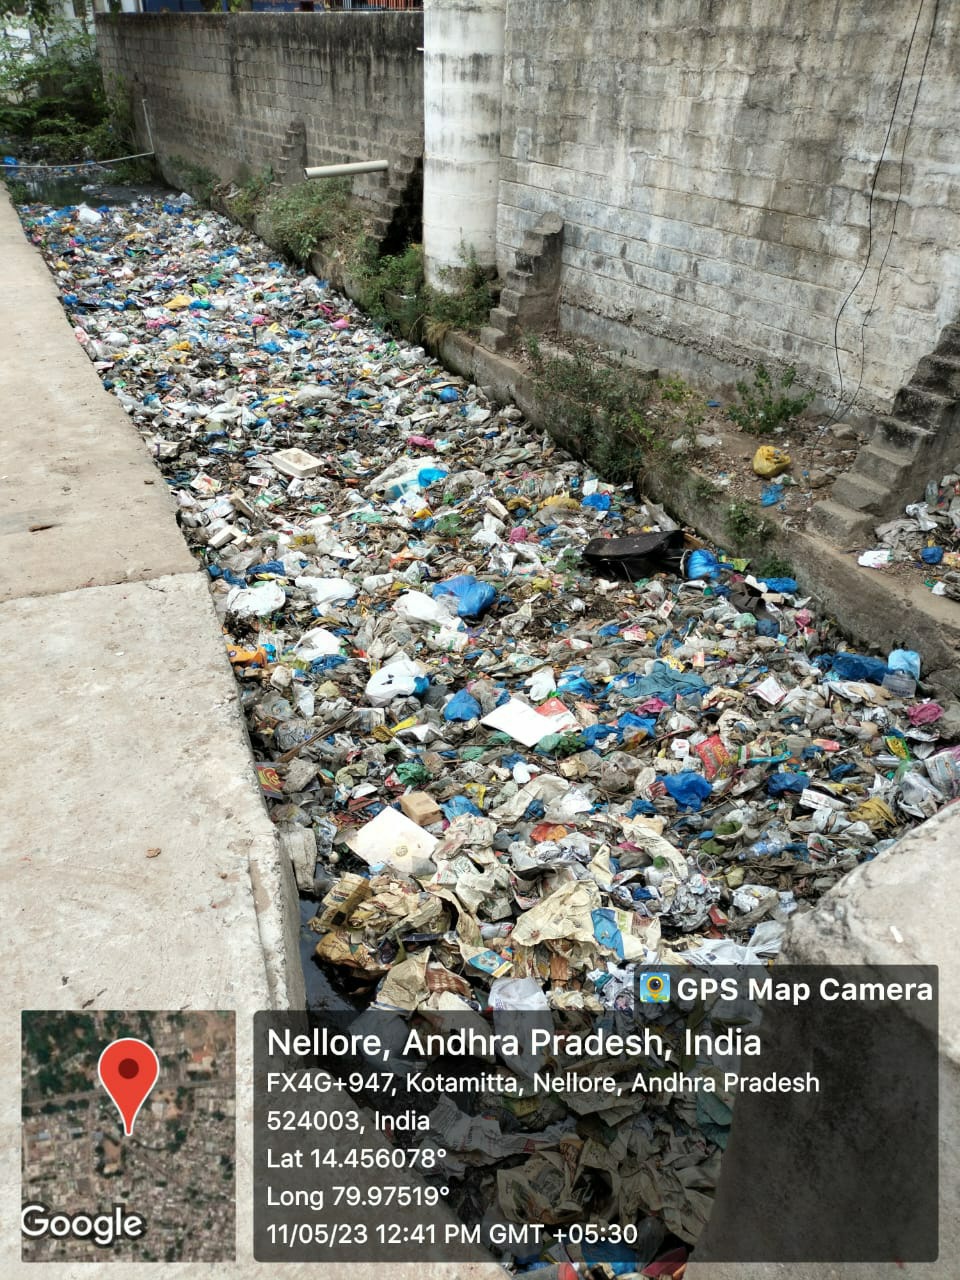 GPS Map Camera
Nellore, Andhra Pradesh, India
FX4G+947, Kotamitta, Nellore, Andhra Pradesh
524003, India
Lat 14.456078°
Long 79.97519°
11/05/23 12:41 PM GMT +05:30
Google